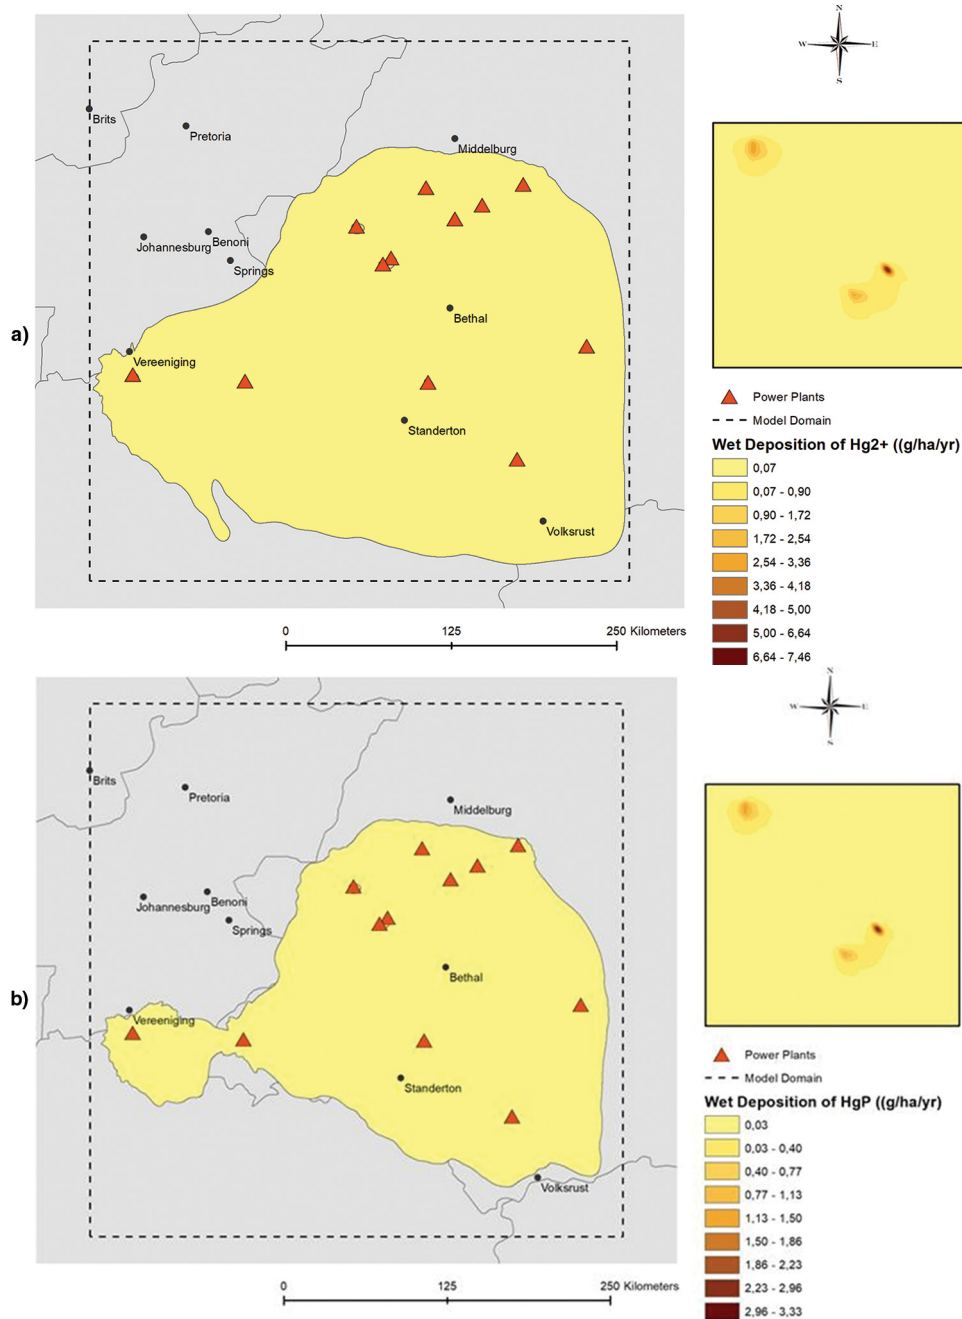 N
W E
S
Brits
Pretoria
Middelburg
Johannesburg
Benoni
Springs
Bethal
a)
Vereeniging
Standerton
Volksrust
Power Plants
Model Domain
Wet Deposition of Hg2+ ((g/ha/yr)
0,07
0,07 - 0,90
0,90 - 1,72
1,72 - 2,54
2,54 - 3,36
3,36 - 4,18
4,18 - 5,00
5,00 - 6,64
6,64 - 7,46
0 125 250 Kilometers
N
W E
S
Brits
Pretoria
Middelburg
Johannesburg
Benoni
Springs
Bethal
b)
Vereeniging
Standerton
Volksrust
Power Plants
Model Domain
Wet Deposition of HgP ((g/ha/yr)
0,03
0,03 - 0,40
0,40 - 0,77
0,77 - 1,13
1,13 - 1,50
1,50 - 1,86
1,86 - 2,23
2,23 - 2,96
2,96 - 3,33
0 125 250 Kilometers